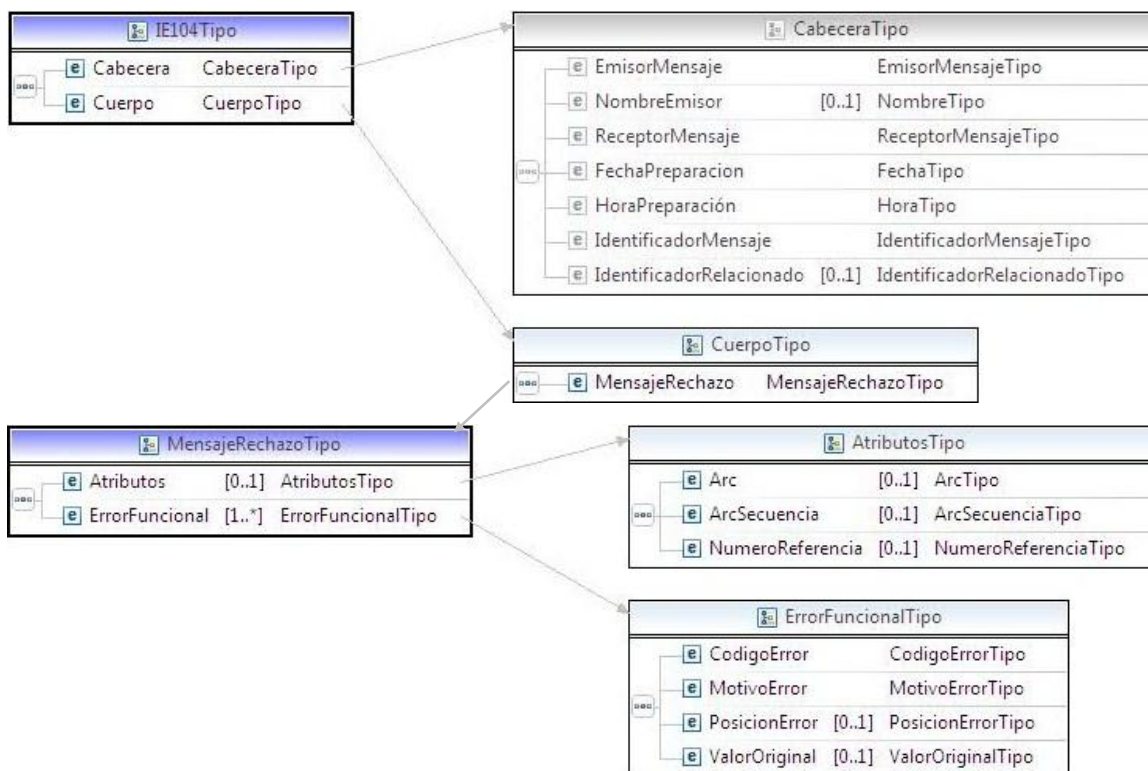 IE104Tipo
Cabecera CabeceraTipo
Cuerpo CuerpoTipo
CabeceraTipo
EmisorMensaje EmisorMensajeTipo
NombreEmisor [0..1] NombreTipo
ReceptorMensaje ReceptorMensajeTipo
FechaPreparacion FechaTipo
HoraPreparación HoraTipo
IdentificadorMensaje IdentificadorMensajeTipo
IdentificadorRelacionado [0..1] IdentificadorRelacionadoTipo
CuerpoTipo
MensajeRechazo MensajeRechazoTipo
MensajeRechazoTipo
Atributos [0..1] AtributosTipo
ErrorFuncional [1..*] ErrorFuncionalTipo
AtributosTipo
Arc [0..1] ArcTipo
ArcSecuencia [0..1] ArcSecuenciaTipo
NumeroReferencia [0..1] NumeroReferenciaTipo
ErrorFuncionalTipo
CodigoError CodigoErrorTipo
MotivoError MotivoErrorTipo
PosicionError [0..1] PosicionErrorTipo
ValorOriginal [0..1] ValorOriginalTipo